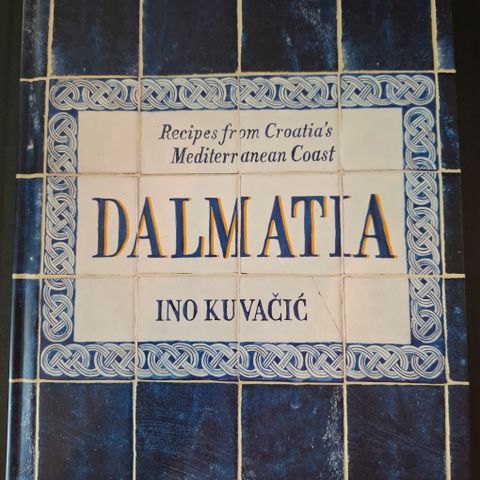 Recipes from Croatia's
Mediterranean Coast
DALMATIA
INO KUVAČIĆ